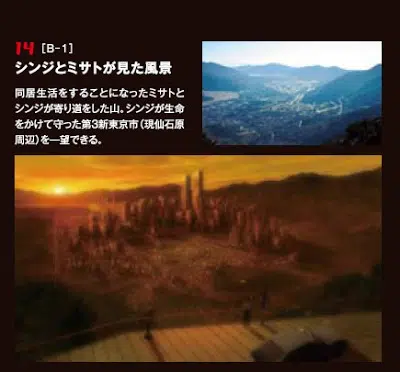 14 [B-1]
シンジとミサトが見た風景
同居生活をすることになったミサトと
シンジが寄り道をした山。シンジが生命
をかけて守った第3新東京市(現仙石原
周辺)を一望できる。